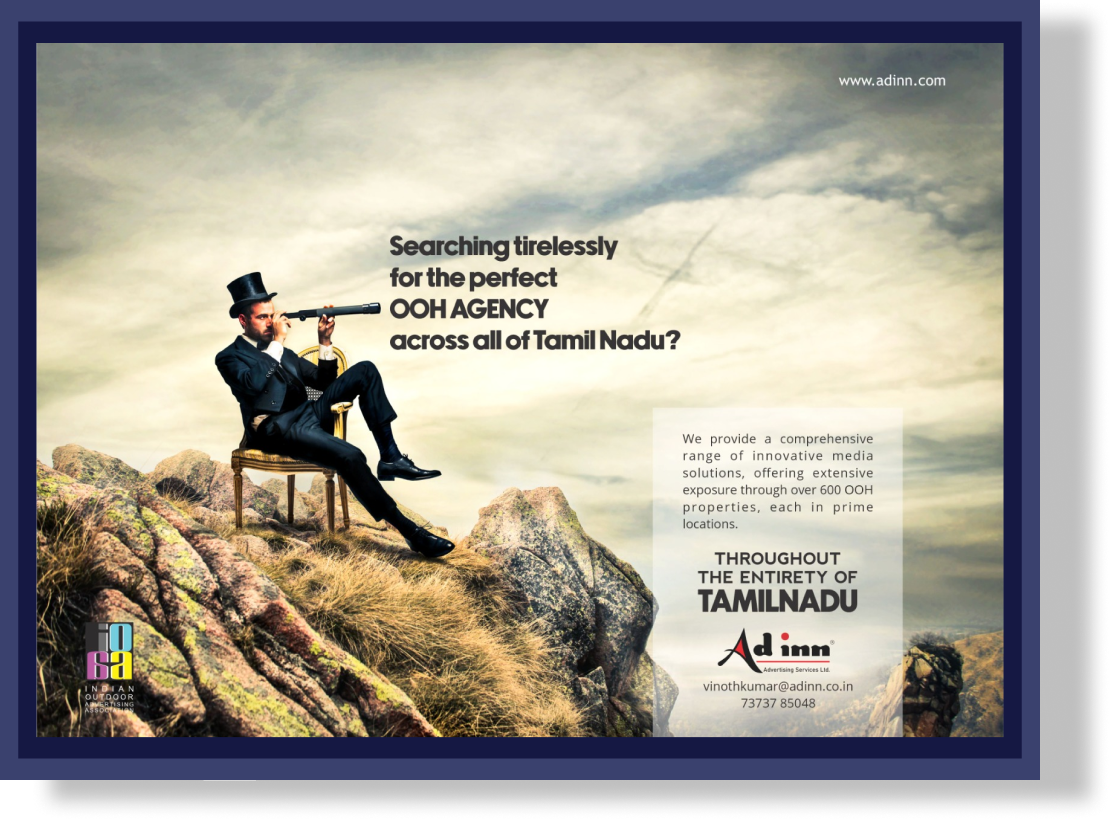 www.adinn.com
Searching tirelessly
for the perfect
OOH AGENCY
across all of Tamil Nadu?
We provide a comprehensive
range of innovative media
solutions, offering extensive
exposure through over 600 OOH
properties, each in prime
locations.
THROUGHOUT
THE ENTIRETY OF
TAMILNADU
Ad inn®
Advertising Services Ltd.
vinothkumar@adinn.co.in
73737 85048
ioaa
INDIAN
OUTDOOR
ADVERTISING
ASSOCIATION